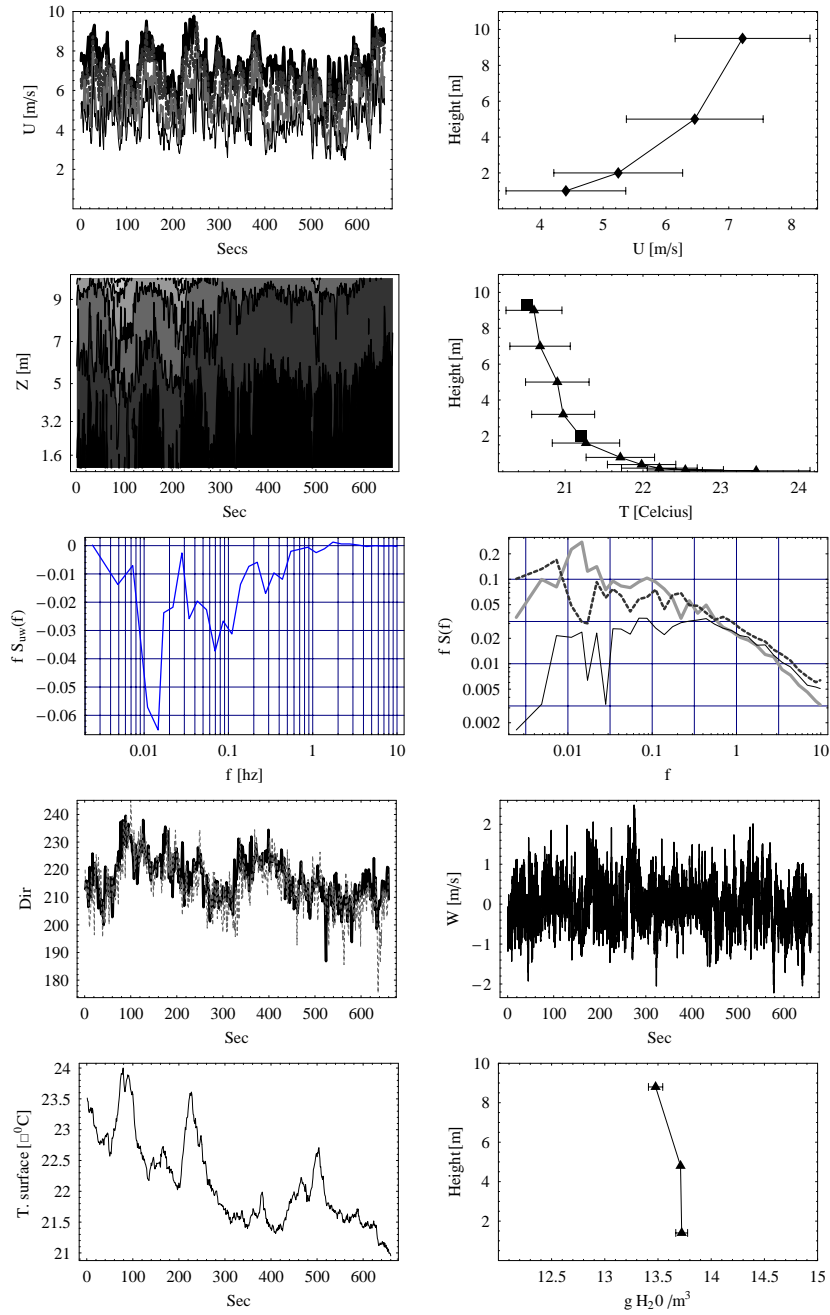 10
8
6
4
2
U [m/s]
0 100 200 300 400 500 600
Secs
10
8
6
4
2
Height [m]
4 5 6 7 8
U [m/s]
9
7
5
3.2
1.6
Z [m]
0 100 200 300 400 500 600
Sec
10
8
6
4
2
Height [m]
21 22 23 24
T [Celcius]
0
−0.01
−0.02
−0.03
−0.04
−0.05
−0.06
f Suw(f)
0.01 0.1 1 10
f [hz]
0.2
0.1
0.05
0.01
0.005
0.002
f S(f)
0.01 0.1 1 10
f
240
230
220
210
200
190
180
Dir
0 100 200 300 400 500 600
Sec
2
1
0
−1
−2
W [m/s]
0 100 200 300 400 500 600
Sec
24
23.5
23
22.5
22
21.5
21
T. surface [□⁰C]
0 100 200 300 400 500 600
Sec
10
8
6
4
2
Height [m]
12.5 13 13.5 14 14.5 15
g H₂0 /m³